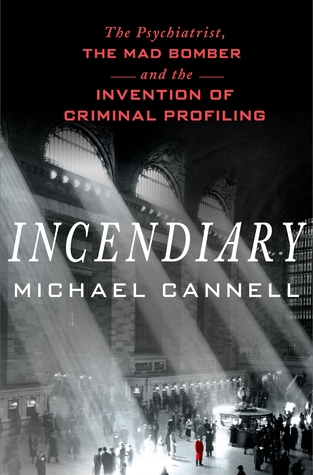 The Psychiatrist,
THE MAD BOMBER
and the
INVENTION OF
CRIMINAL PROFILING
INCENDIARY
MICHAEL CANNELL